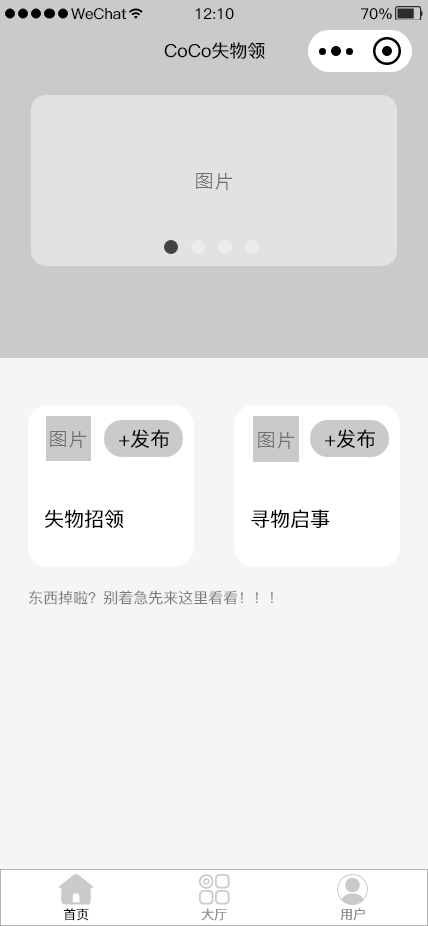 WeChat 12:10 70%
CoCo失物领
图片
图片 +发布 图片 +发布
失物招领 寻物启事
东西掉啦？别着急先来这里看看！！！
首页 大厅 用户